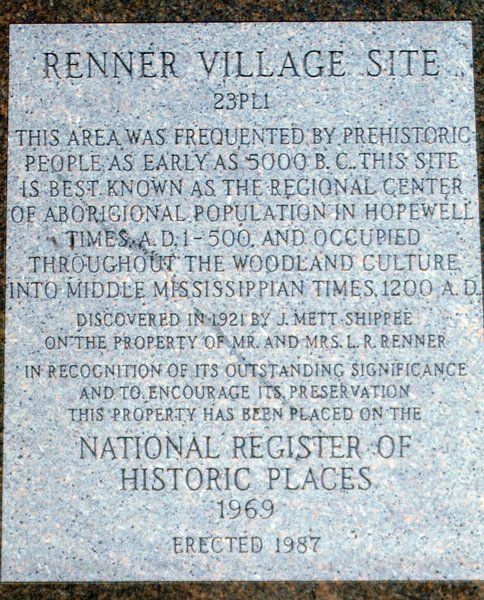 RENNER VILLAGE SITE
23PL1
THIS AREA WAS FREQUENTED BY PREHISTORIC
PEOPLE AS EARLY AS 5000 B.C. THIS SITE
IS BEST KNOWN AS THE REGIONAL CENTER
OF ABORIGIONAL POPULATION IN HOPEWELL
TIMES, A.D. 1-500, AND OCCUPIED
THROUGHOUT THE WOODLAND CULTURE
INTO MIDDLE MISSISSIPPIAN TIMES, 1200 A.D.
DISCOVERED IN 1921 BY J. METT SHIPPEE
ON THE PROPERTY OF MR. AND MRS. L. R. RENNER
IN RECOGNITION OF ITS OUTSTANDING SIGNIFICANCE
AND TO ENCOURAGE ITS PRESERVATION
THIS PROPERTY HAS BEEN PLACED ON THE
NATIONAL REGISTER OF
HISTORIC PLACES
1969
ERECTED 1987